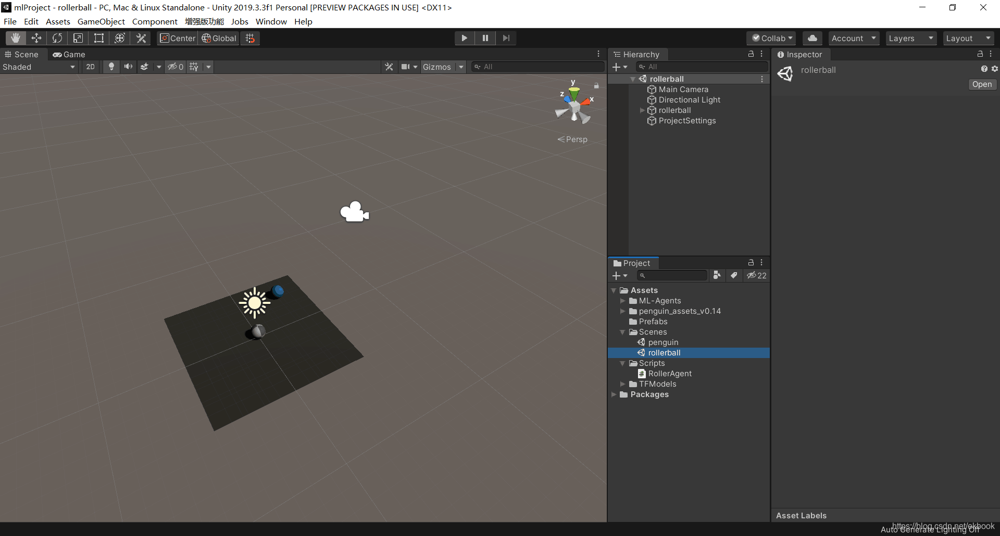 mlProject - rollerball - PC, Mac & Linux Standalone - Unity 2019.3.3f1 Personal [PREVIEW PACKAGES IN USE] <DX11>
File Edit Assets GameObject Component 增强版功能 Jobs Window Help
Center Global Collab Account Layers Layout
Scene Game
Shaded 2D 0 Gizmos All
y
z
x
Persp
Hierarchy
All
rollerball
Main Camera
Directional Light
rollerball
ProjectSettings
Project
22
Assets
ML-Agents
penguin_assets_v0.14
Prefabs
Scenes
penguin
rollerball
Scripts
RollerAgent
TFModels
Packages
Inspector
rollerball
Open
Asset Labels
https://blog.csdn.net/ekbook
Auto Generate Lighting Off